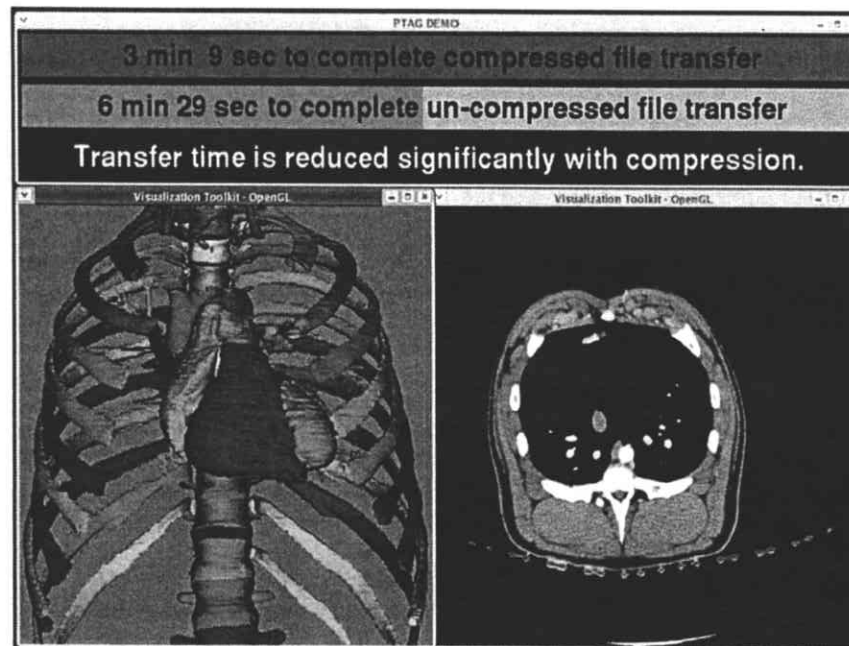 PTAG DEMO
3 min 9 sec to complete compressed file transfer
6 min 29 sec to complete un-compressed file transfer
Transfer time is reduced significantly with compression.
Visualization Toolkit - OpenGL
Visualization Toolkit - OpenGL